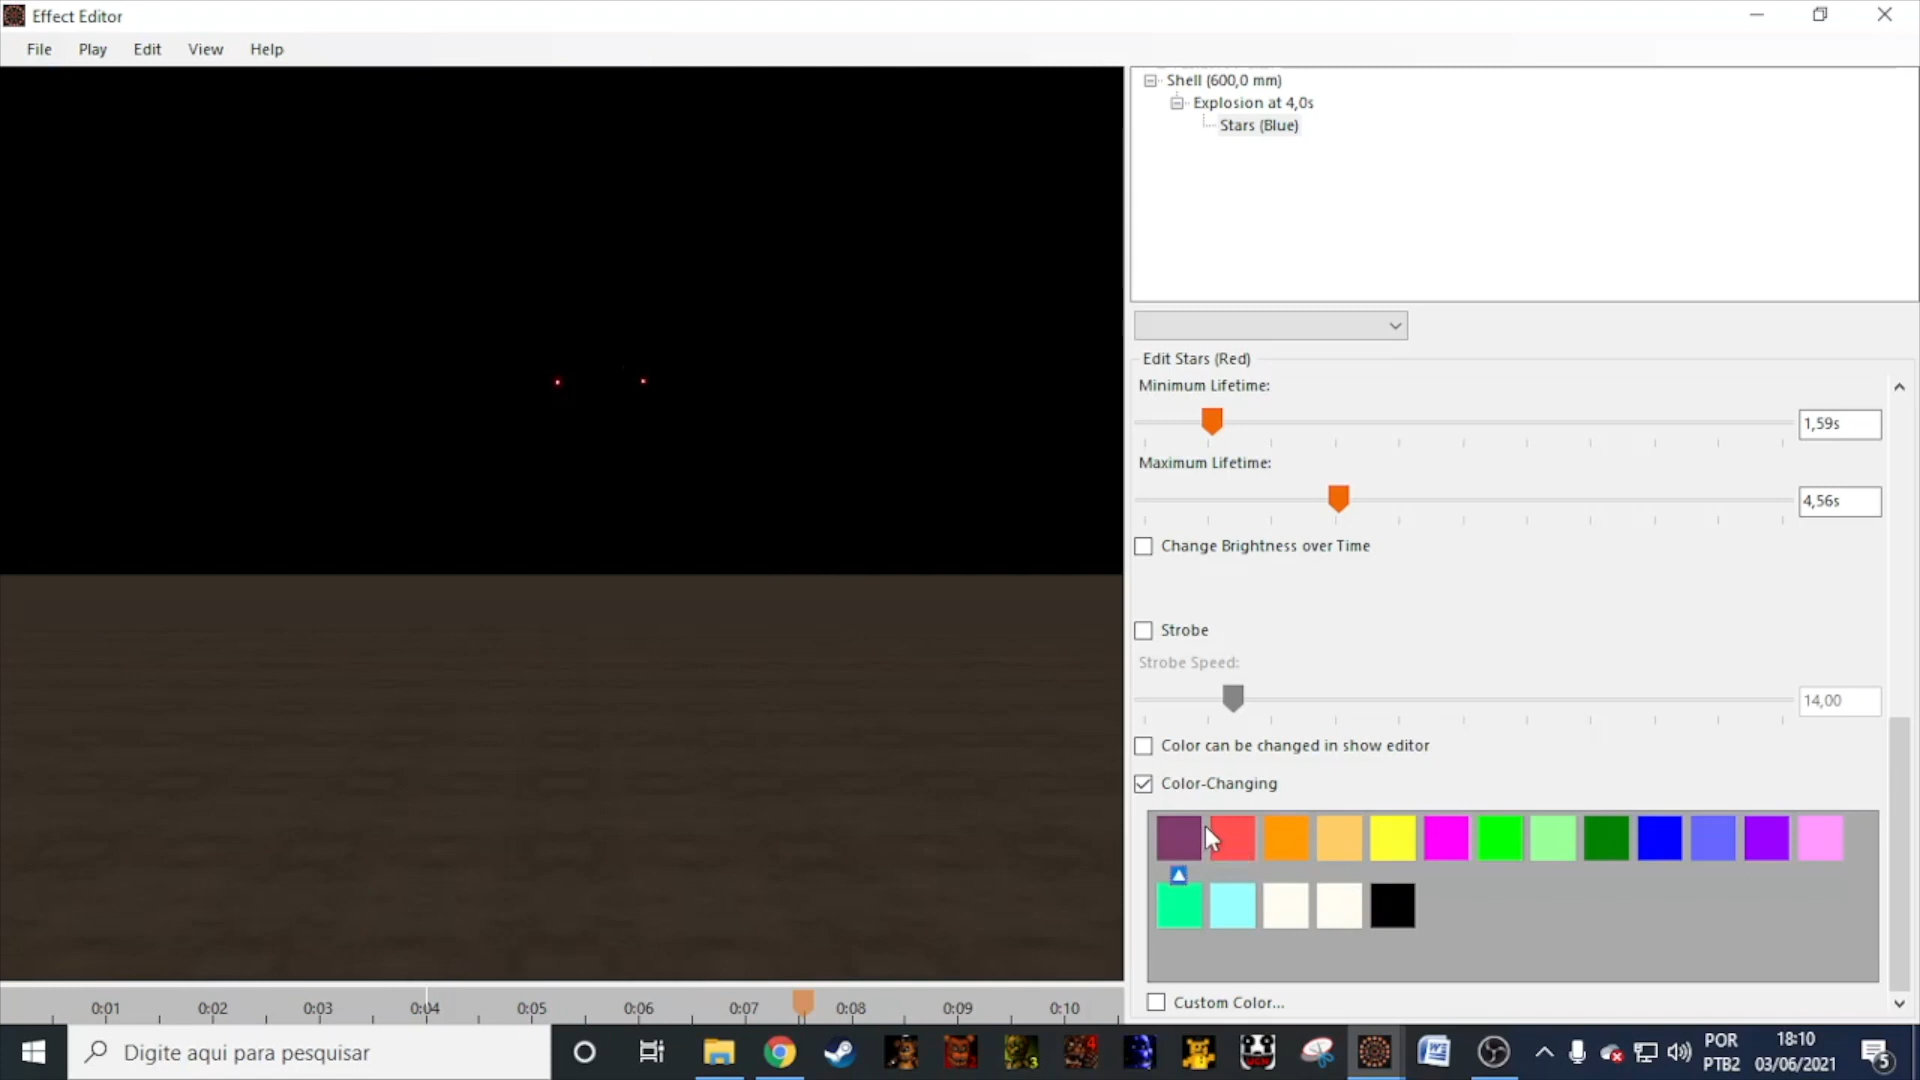 Effect Editor
File Play Edit View Help
Shell (600,0 mm)
Explosion at 4,0s
Stars (Blue)
Edit Stars (Red)
Minimum Lifetime:
1,59s
Maximum Lifetime:
4,56s
Change Brightness over Time
Strobe
Strobe Speed:
14,00
Color can be changed in show editor
Color-Changing
Custom Color...
0:01 0:02 0:03 0:04 0:05 0:06 0:07 0:08 0:09 0:10
Digite aqui para pesquisar
POR
PTB2
18:10
03/06/2021
5